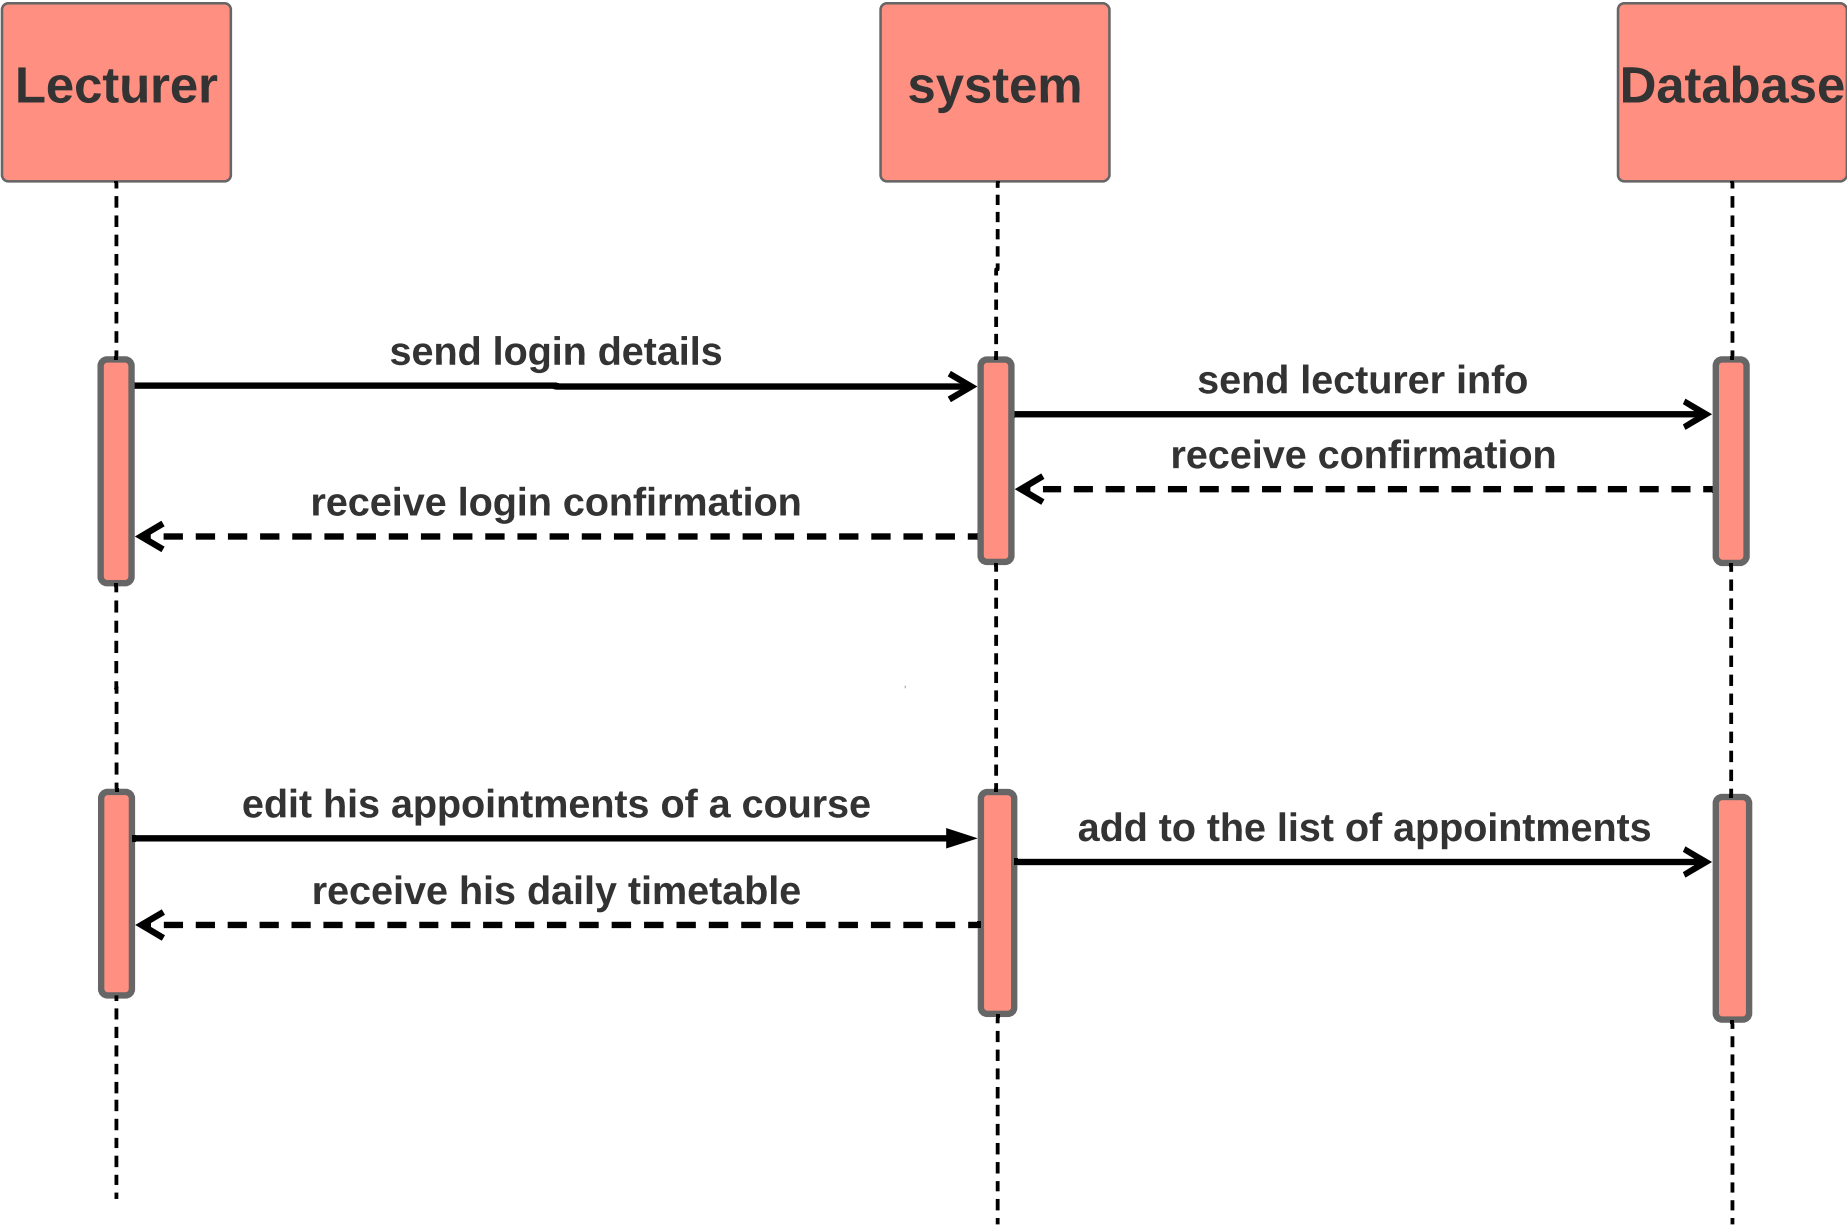 Lecturer
system
Database
send login details
send lecturer info
receive confirmation
receive login confirmation
edit his appointments of a course
add to the list of appointments
receive his daily timetable